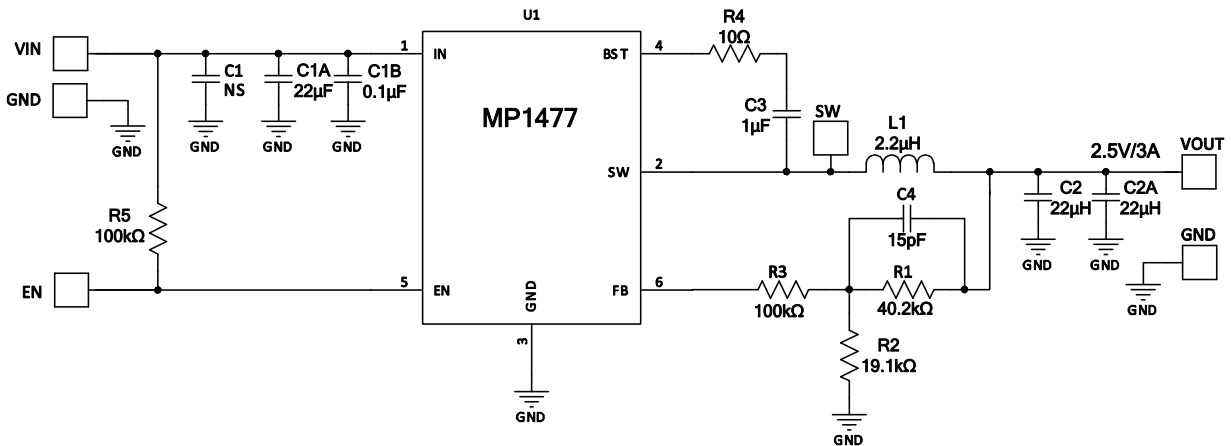 U1
VIN
GND
GND
C1
NS
GND
C1A
22μF
GND
C1B
0.1μF
GND
1
IN
BST
4
R4
10Ω
MP1477
C3
1μF
SW
L1
2.2μH
SW
2
2.5V/3A
VOUT
C2
22μH
GND
C2A
22μH
GND
GND
GND
R5
100kΩ
C4
15pF
EN
5
EN
GND
3
GND
FB
6
R3
100kΩ
R1
40.2kΩ
R2
19.1kΩ
GND